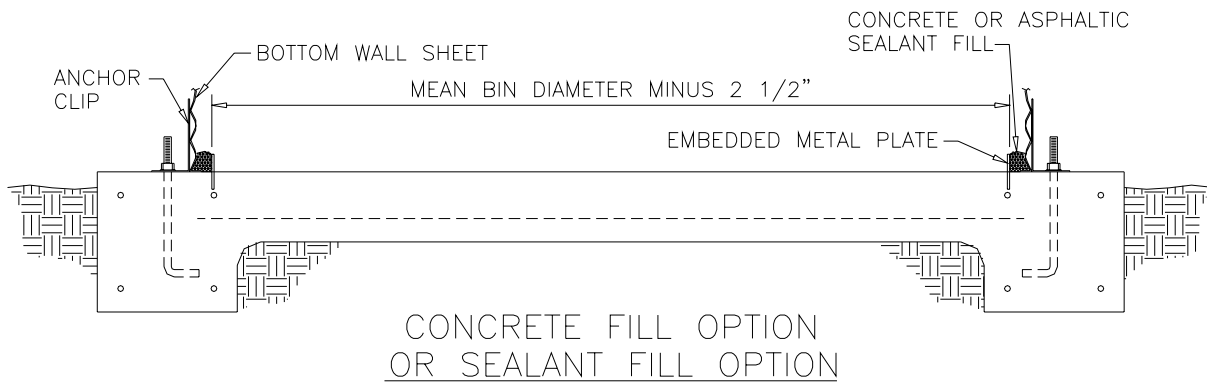 CONCRETE OR ASPHALTIC
SEALANT FILL
BOTTOM WALL SHEET
ANCHOR
CLIP
MEAN BIN DIAMETER MINUS 2 1/2”
EMBEDDED METAL PLATE
CONCRETE FILL OPTION
OR SEALANT FILL OPTION